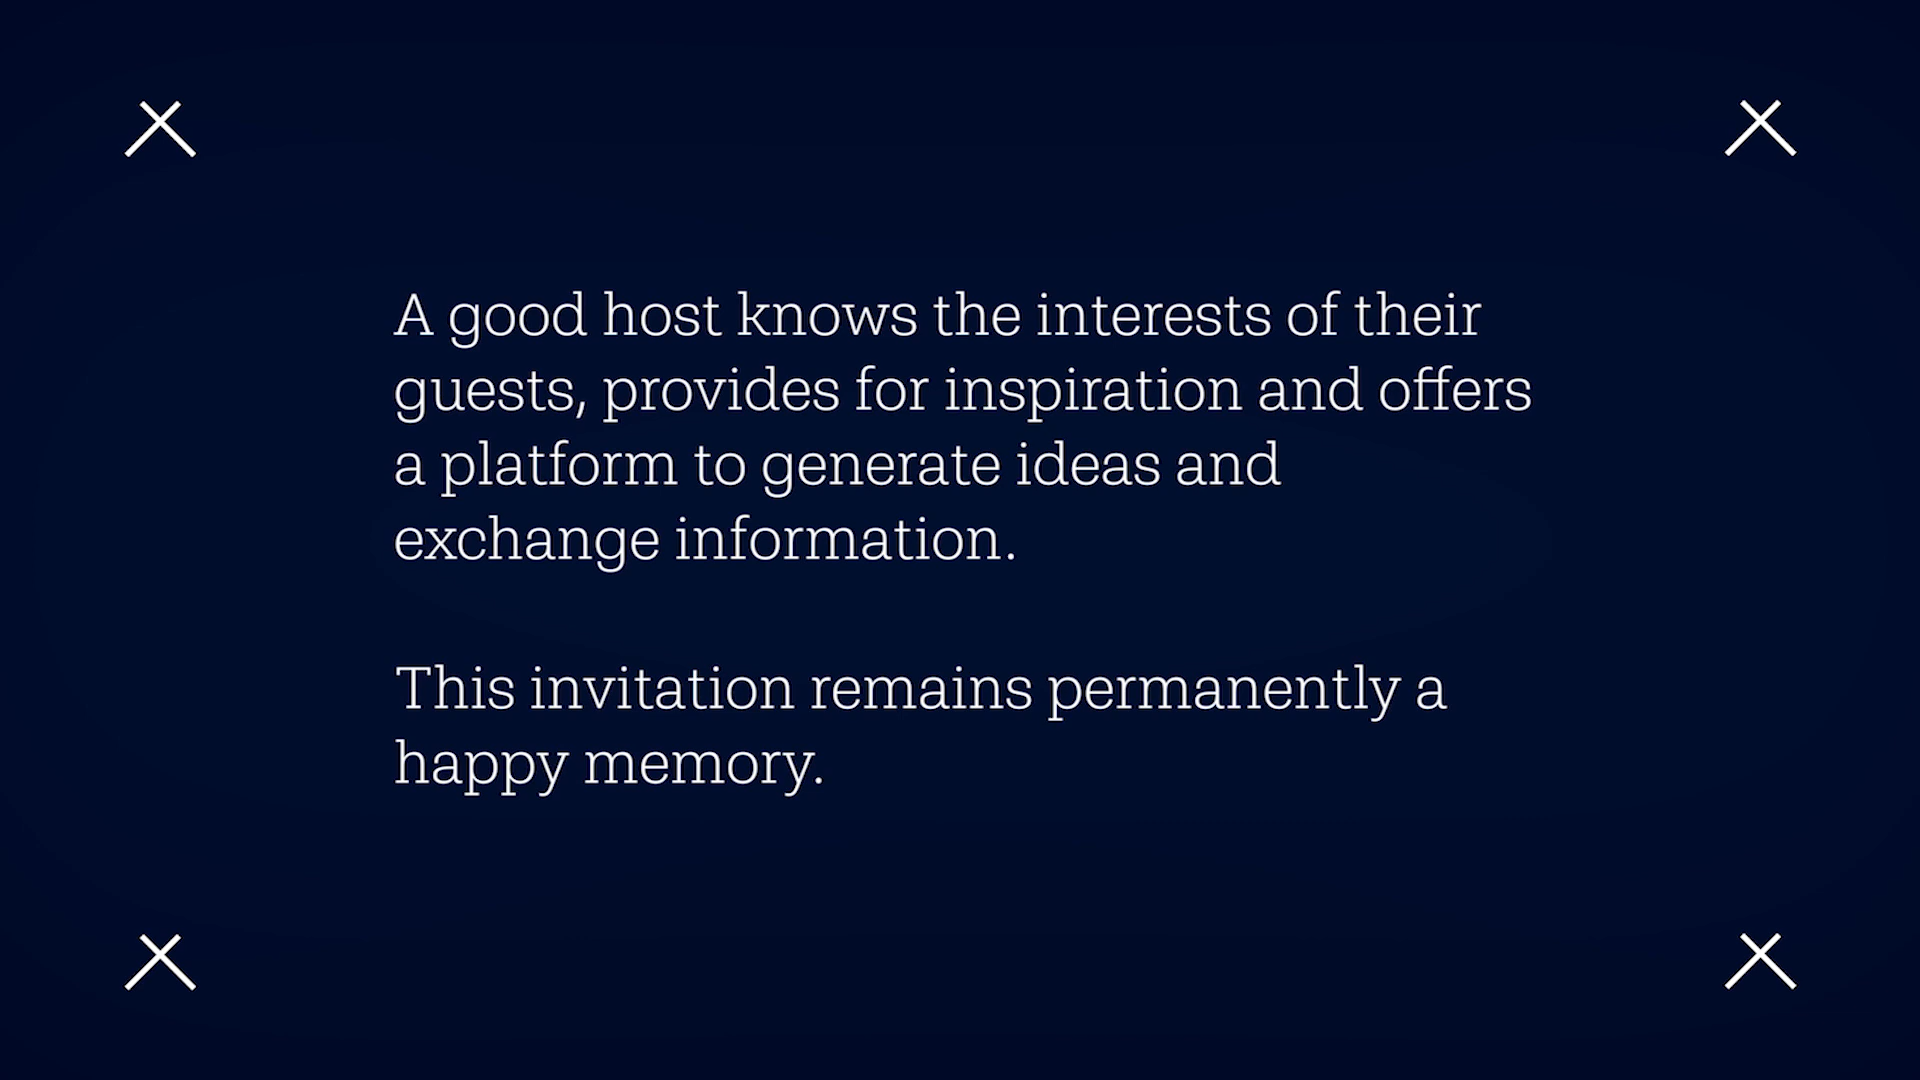 A good host knows the interests of their
guests, provides for inspiration and offers
a platform to generate ideas and
exchange information.
This invitation remains permanently a
happy memory.